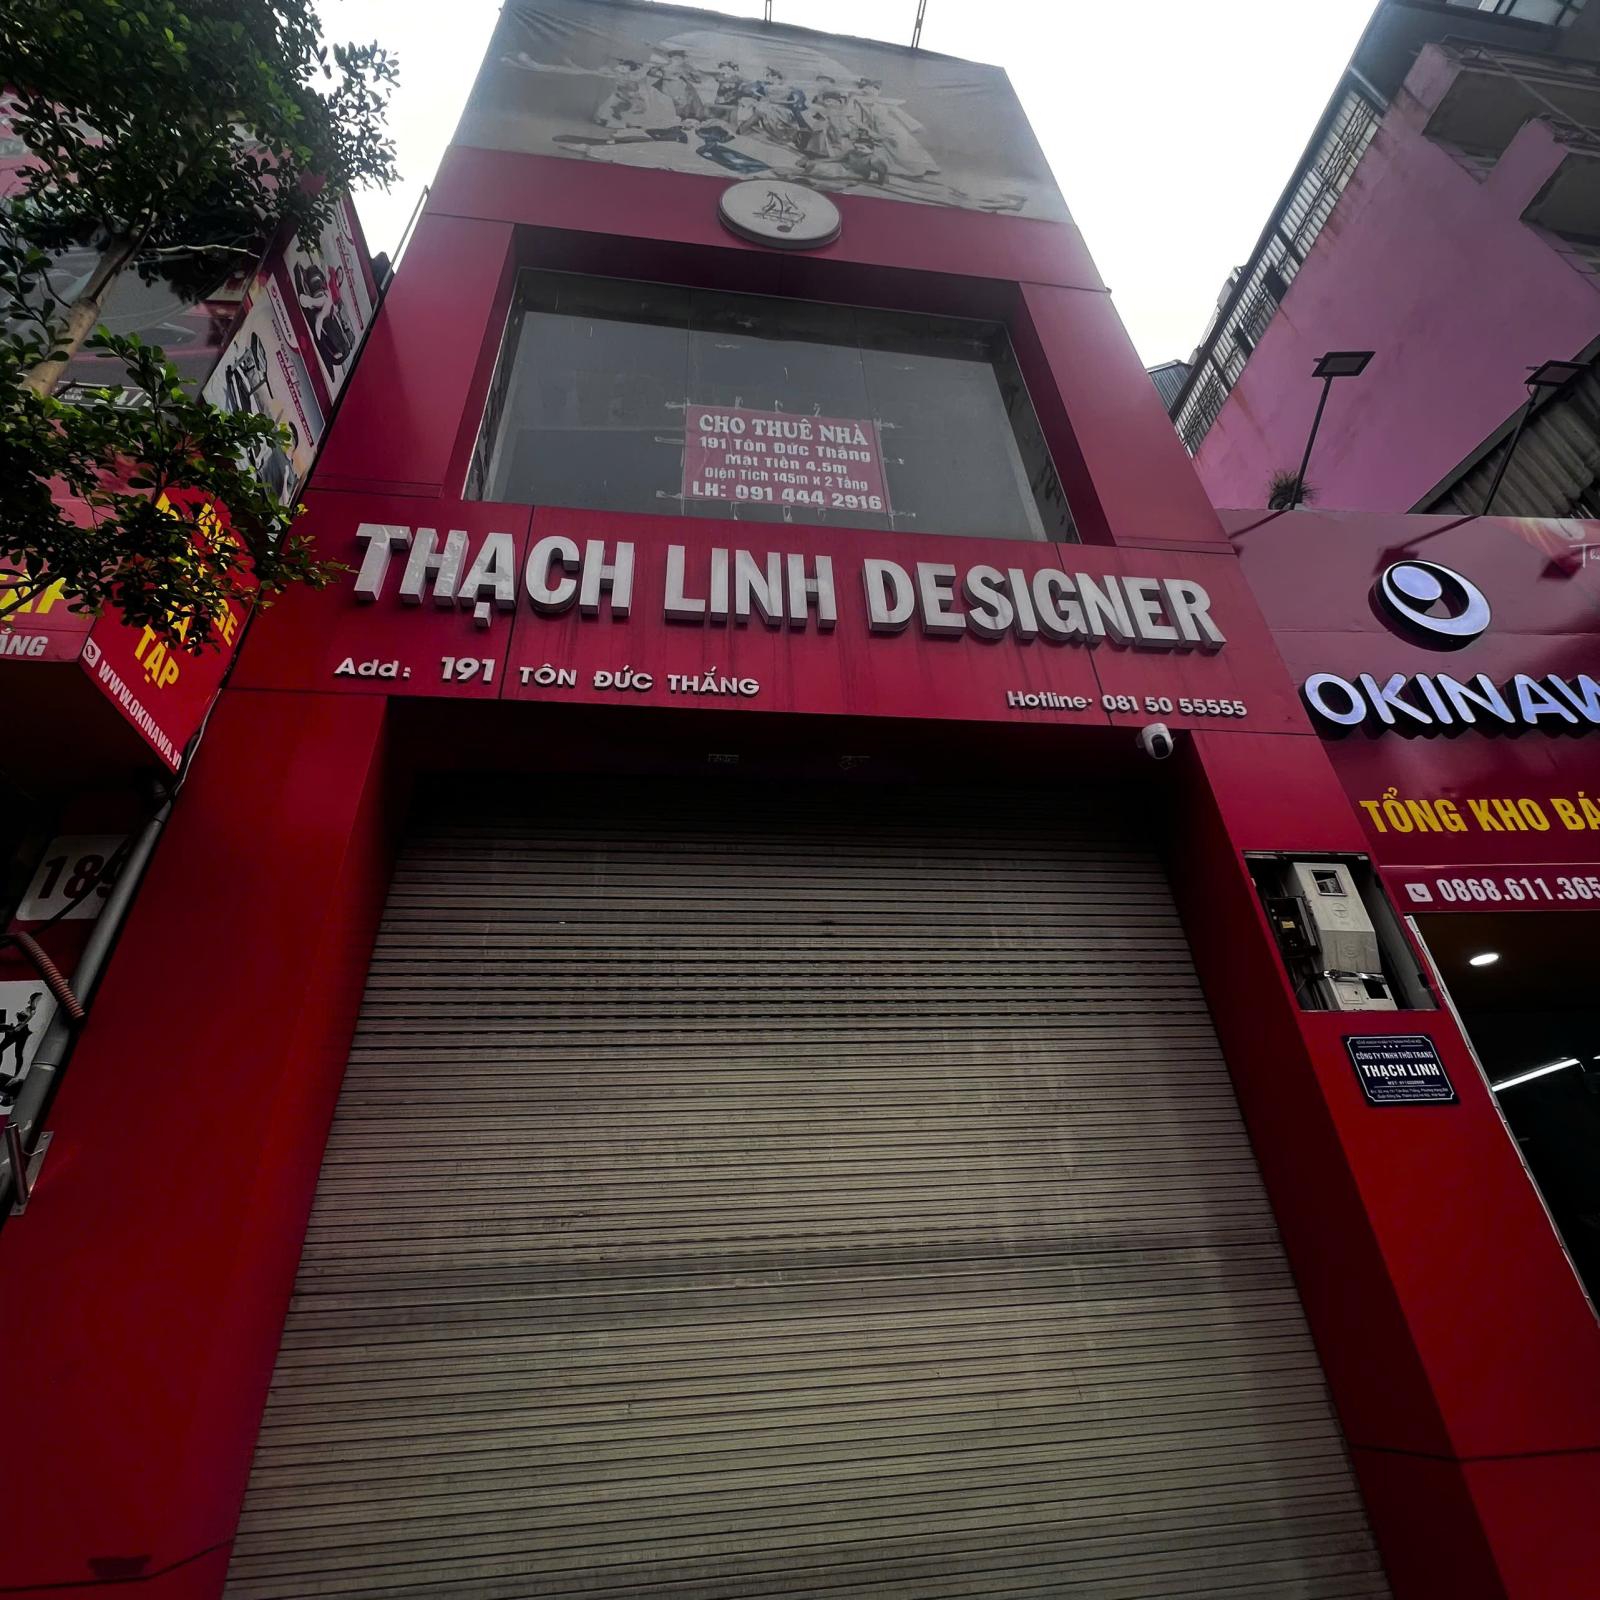 CHO THUÊ NHÀ
191 Tôn Đức Thắng
Mặt Tiền 4.5m
Diện Tích 145m x 2 Tầng
LH: 091 444 2916
THẠCH LINH DESIGNER
Add: 191 TÔN ĐỨC THẮNG
Hotline: 081 50 55555
TẬP
WWW.OKINAWA.V
189
OKINAW
TỔNG KHO BÁ
0868.611.365
CÔNG TY TNHH THỜI TRANG
THẠCH LINH